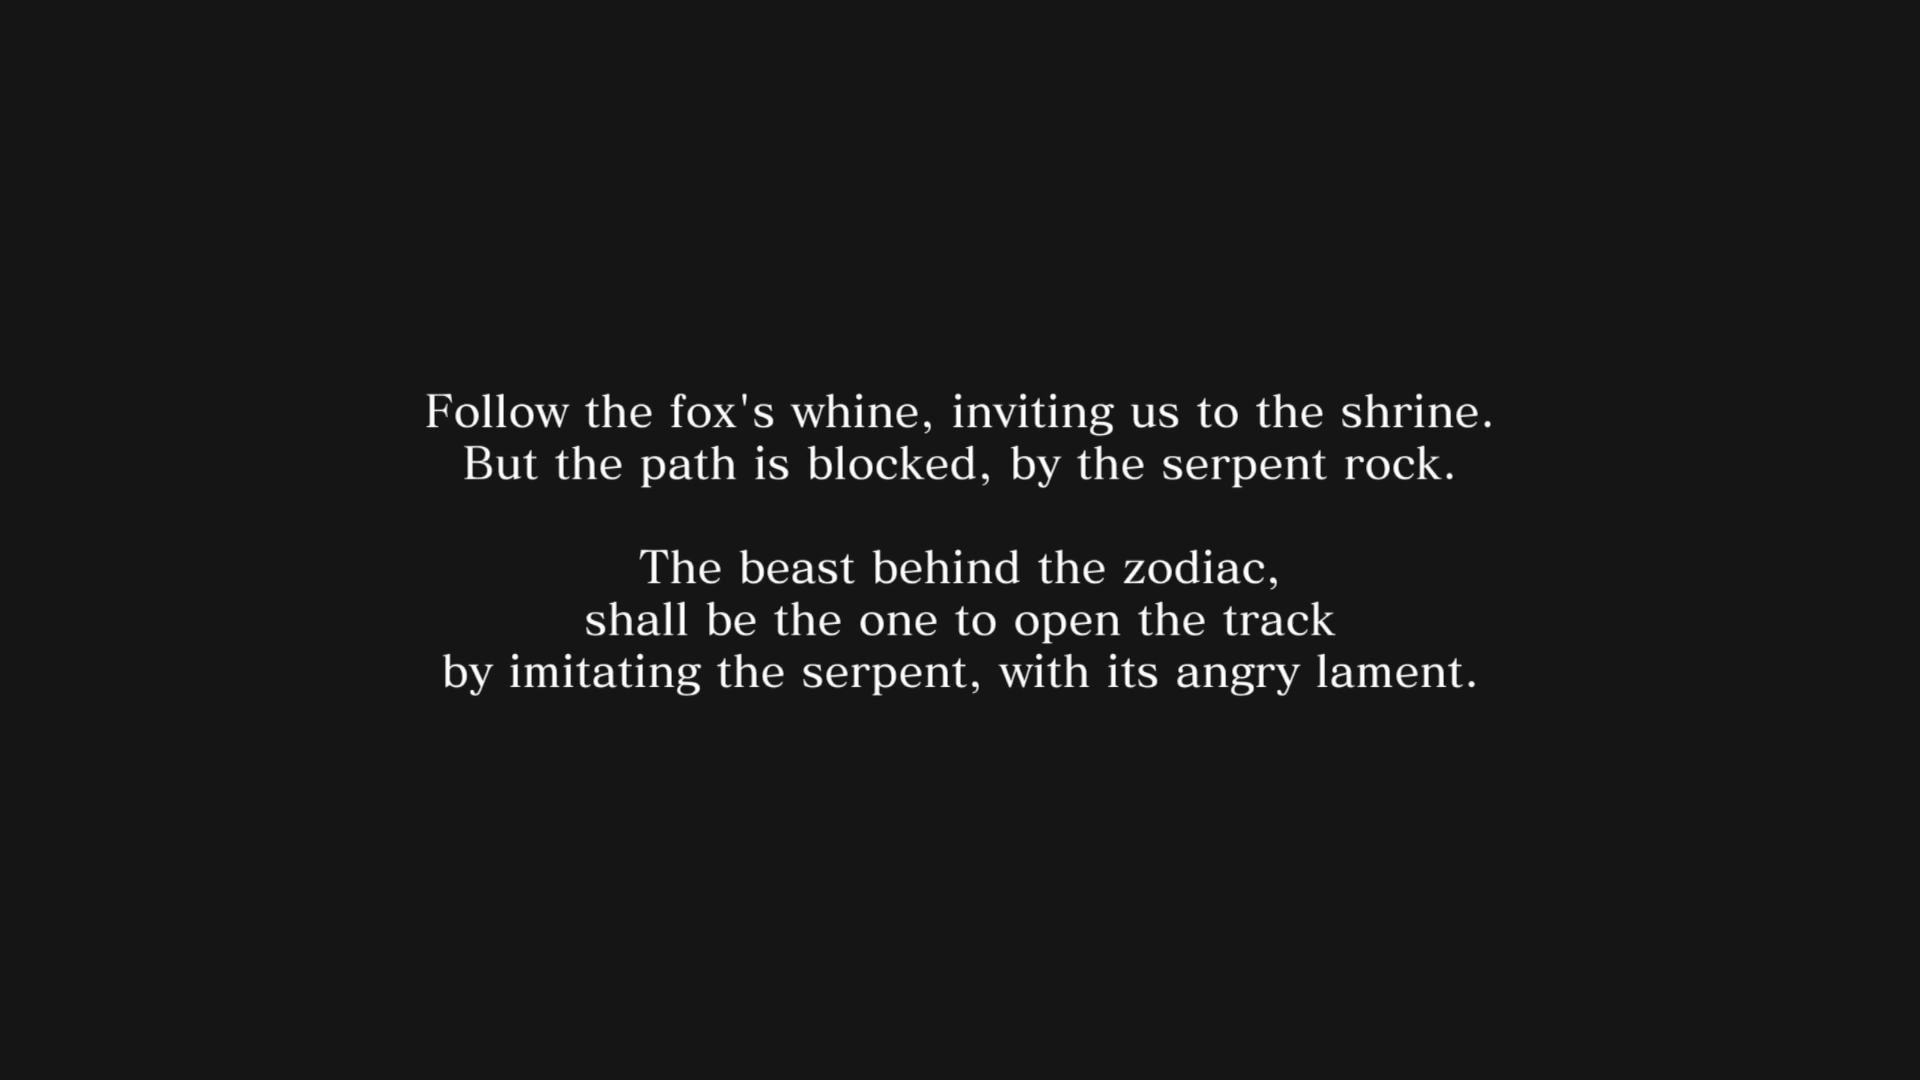 Follow the fox's whine, inviting us to the shrine.
But the path is blocked, by the serpent rock.
The beast behind the zodiac,
shall be the one to open the track
by imitating the serpent, with its angry lament.